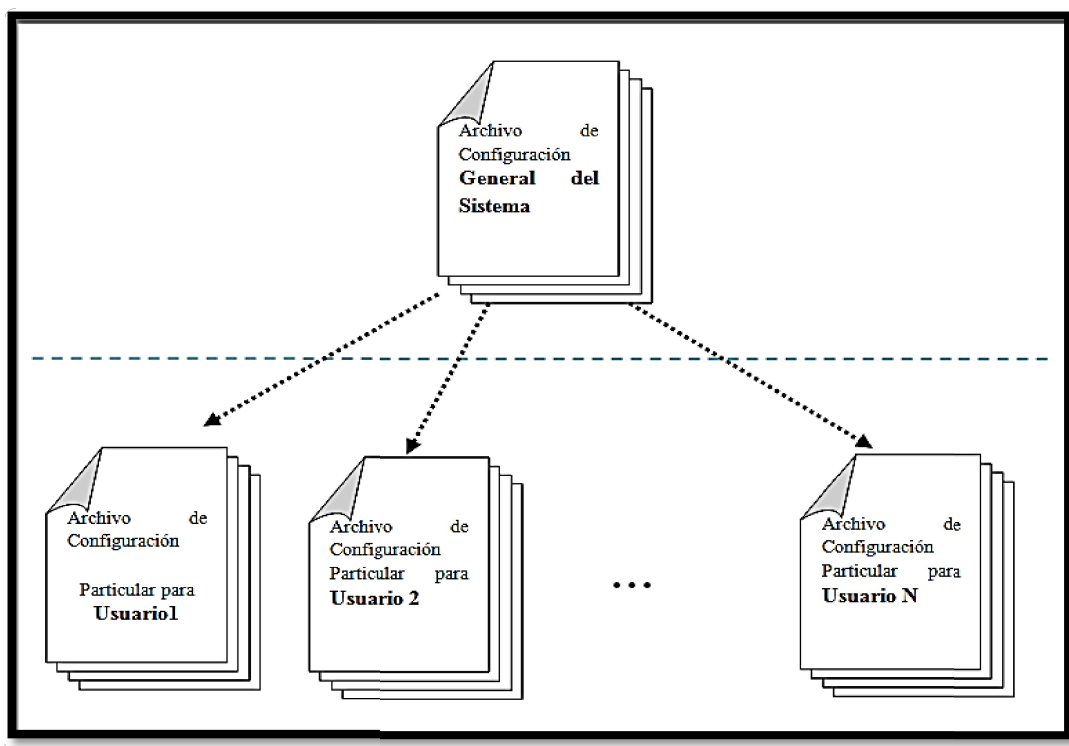 Archivo de
Configuración
General del
Sistema
Archivo de
Configuración
Particular para
Usuario1
Archivo de
Configuración
Particular para
Usuario 2
...
Archivo de
Configuración
Particular para
Usuario N